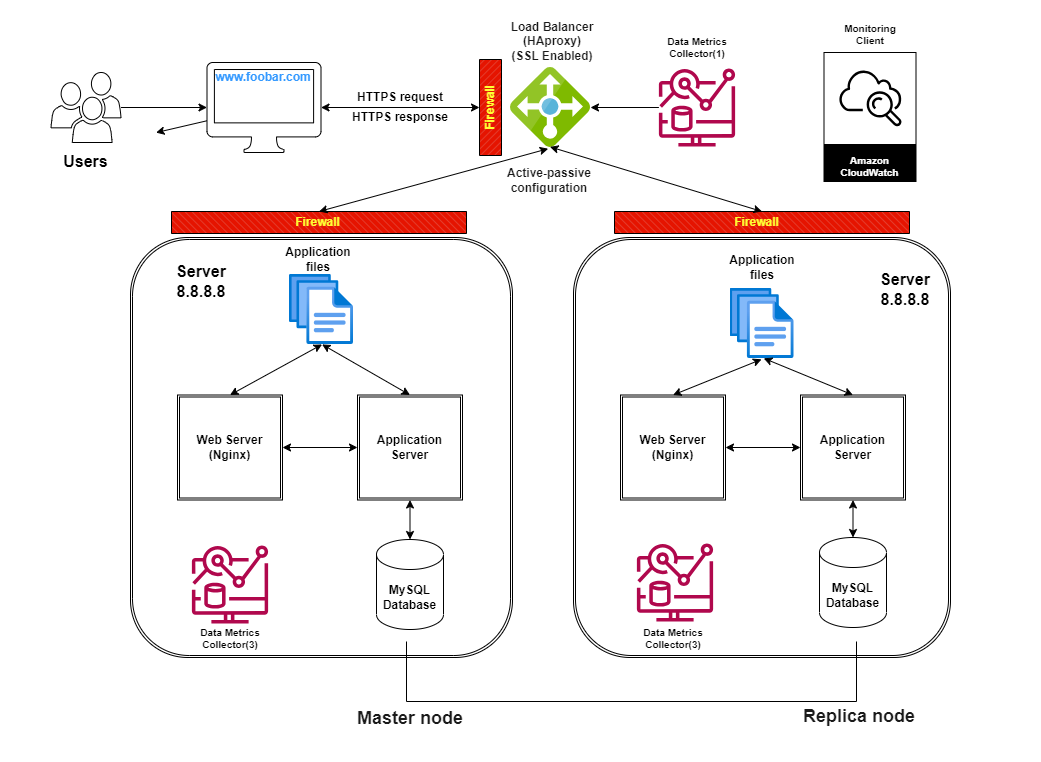 Load Balancer
(HAproxy)
(SSL Enabled)
Data Metrics
Collector(1)
Monitoring
Client
www.foobar.com
HTTPS request
HTTPS response
Firewall
Users
Amazon
CloudWatch
Active-passive
configuration
Firewall
Firewall
Server
8.8.8.8
Application
files
Application
files
Server
8.8.8.8
Web Server
(Nginx)
Application
Server
Web Server
(Nginx)
Application
Server
MySQL
Database
MySQL
Database
Data Metrics
Collector(3)
Data Metrics
Collector(3)
Master node
Replica node